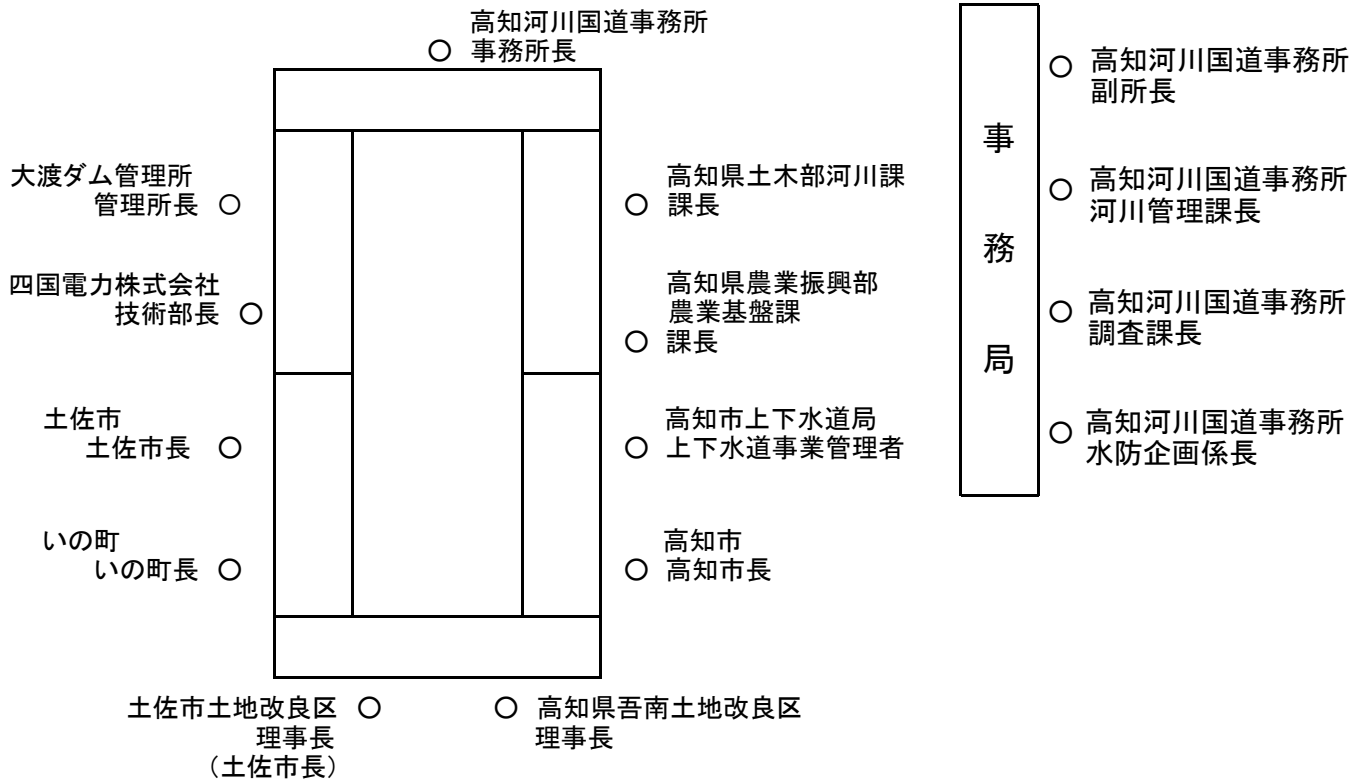 高知河川国道事務所
事務所長
大渡ダム管理所
管理所長
四国電力株式会社
技術部長
土佐市
土佐市長
いの町
いの町長
高知県土木部河川課
課長
高知県農業振興部
農業基盤課
課長
高知市上下水道局
上下水道事業管理者
高知市
高知市長
土佐市土地改良区
理事長
(土佐市長)
高知県吾南土地改良区
理事長
事
務
局
高知河川国道事務所
副所長
高知河川国道事務所
河川管理課長
高知河川国道事務所
調査課長
高知河川国道事務所
水防企画係長